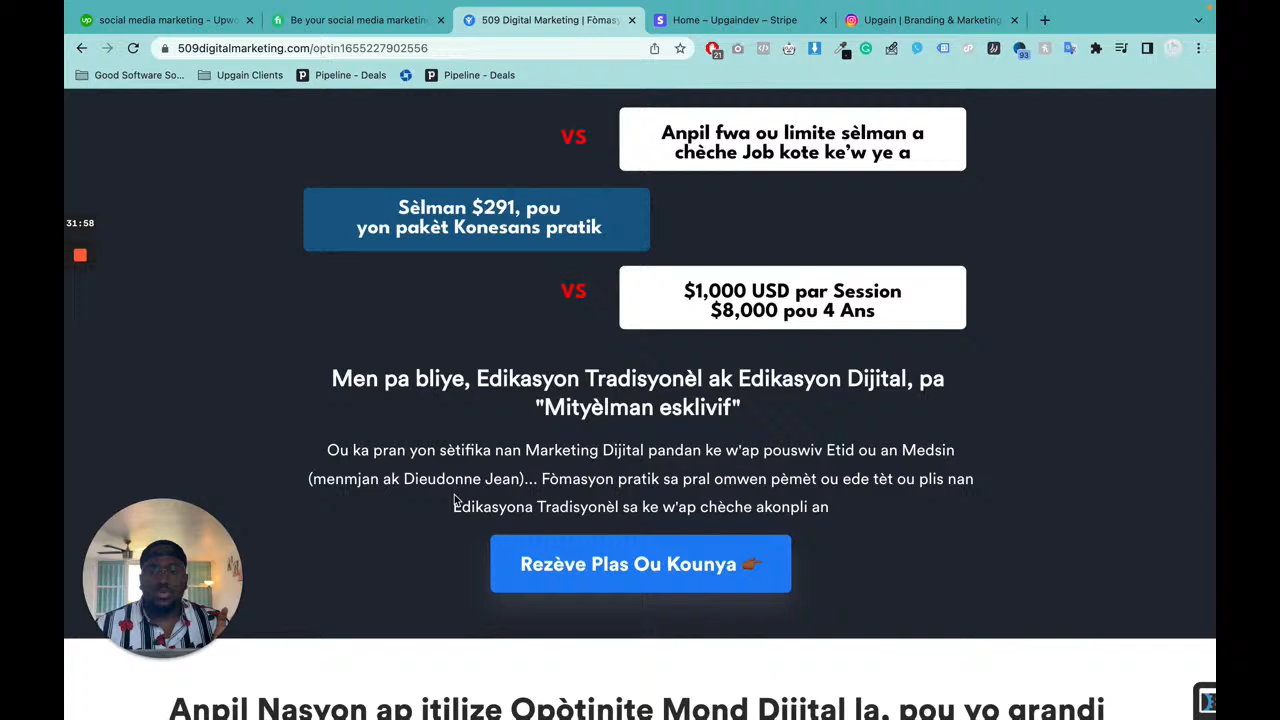 social media marketing - Upwo
Be your social media marketing
509 Digital Marketing | Fòmasy
Home – Upgaindev – Stripe
Upgain | Branding & Marketing
509digitalmarketing.com/optin1655227902556
21
93
Good Software So...
Upgain Clients
Pipeline - Deals
Pipeline - Deals
VS
Anpil fwa ou limite sèlman a
chèche Job kote ke’w ye a
31:58
Sèlman $291, pou
yon pakèt Konesans pratik
VS
$1,000 USD par Session
$8,000 pou 4 Ans
Men pa bliye, Edikasyon Tradisyonèl ak Edikasyon Dijital, pa
"Mityèlman esklivif"
Ou ka pran yon sètifika nan Marketing Dijital pandan ke w'ap pouswiv Etid ou an Medsin
(menmjan ak Dieudonne Jean)... Fòmasyon pratik sa pral omwen pèmèt ou ede tèt ou plis nan
Edikasyona Tradisyonèl sa ke w'ap chèche akonpli an
Rezève Plas Ou Kounya
Anpil Nasyon ap itilize Opòtinite Mond Dijital la, pou yo grandi